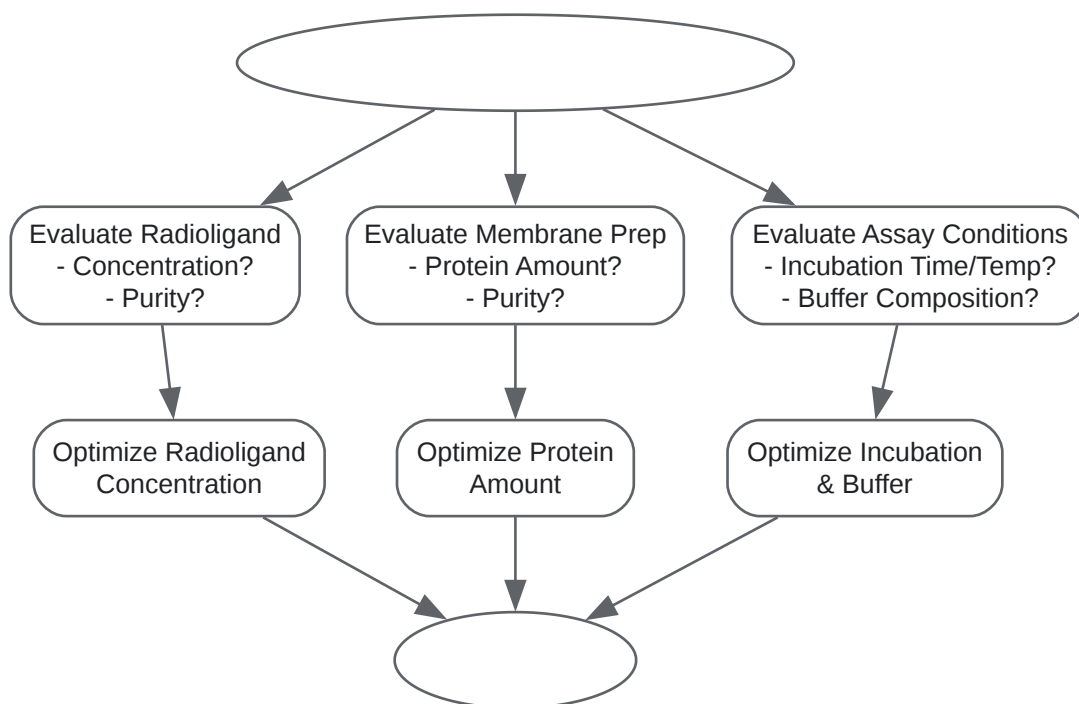 Evaluate Radioligand
- Concentration?
- Purity?
Evaluate Membrane Prep
- Protein Amount?
- Purity?
Evaluate Assay Conditions
- Incubation Time/Temp?
- Buffer Composition?
Optimize Radioligand
Concentration
Optimize Protein
Amount
Optimize Incubation
& Buffer